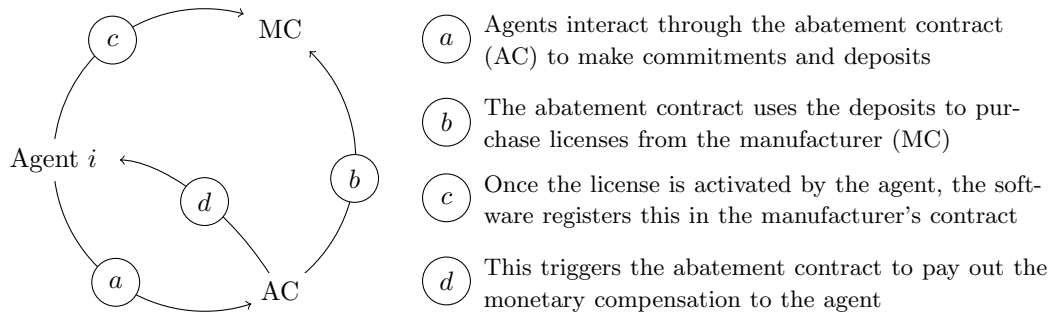 c
MC
Agent i
d
b
a
AC
a
Agents interact through the abatement contract
(AC) to make commitments and deposits
b
The abatement contract uses the deposits to pur-
chase licenses from the manufacturer (MC)
c
Once the license is activated by the agent, the soft-
ware registers this in the manufacturer's contract
d
This triggers the abatement contract to pay out the
monetary compensation to the agent